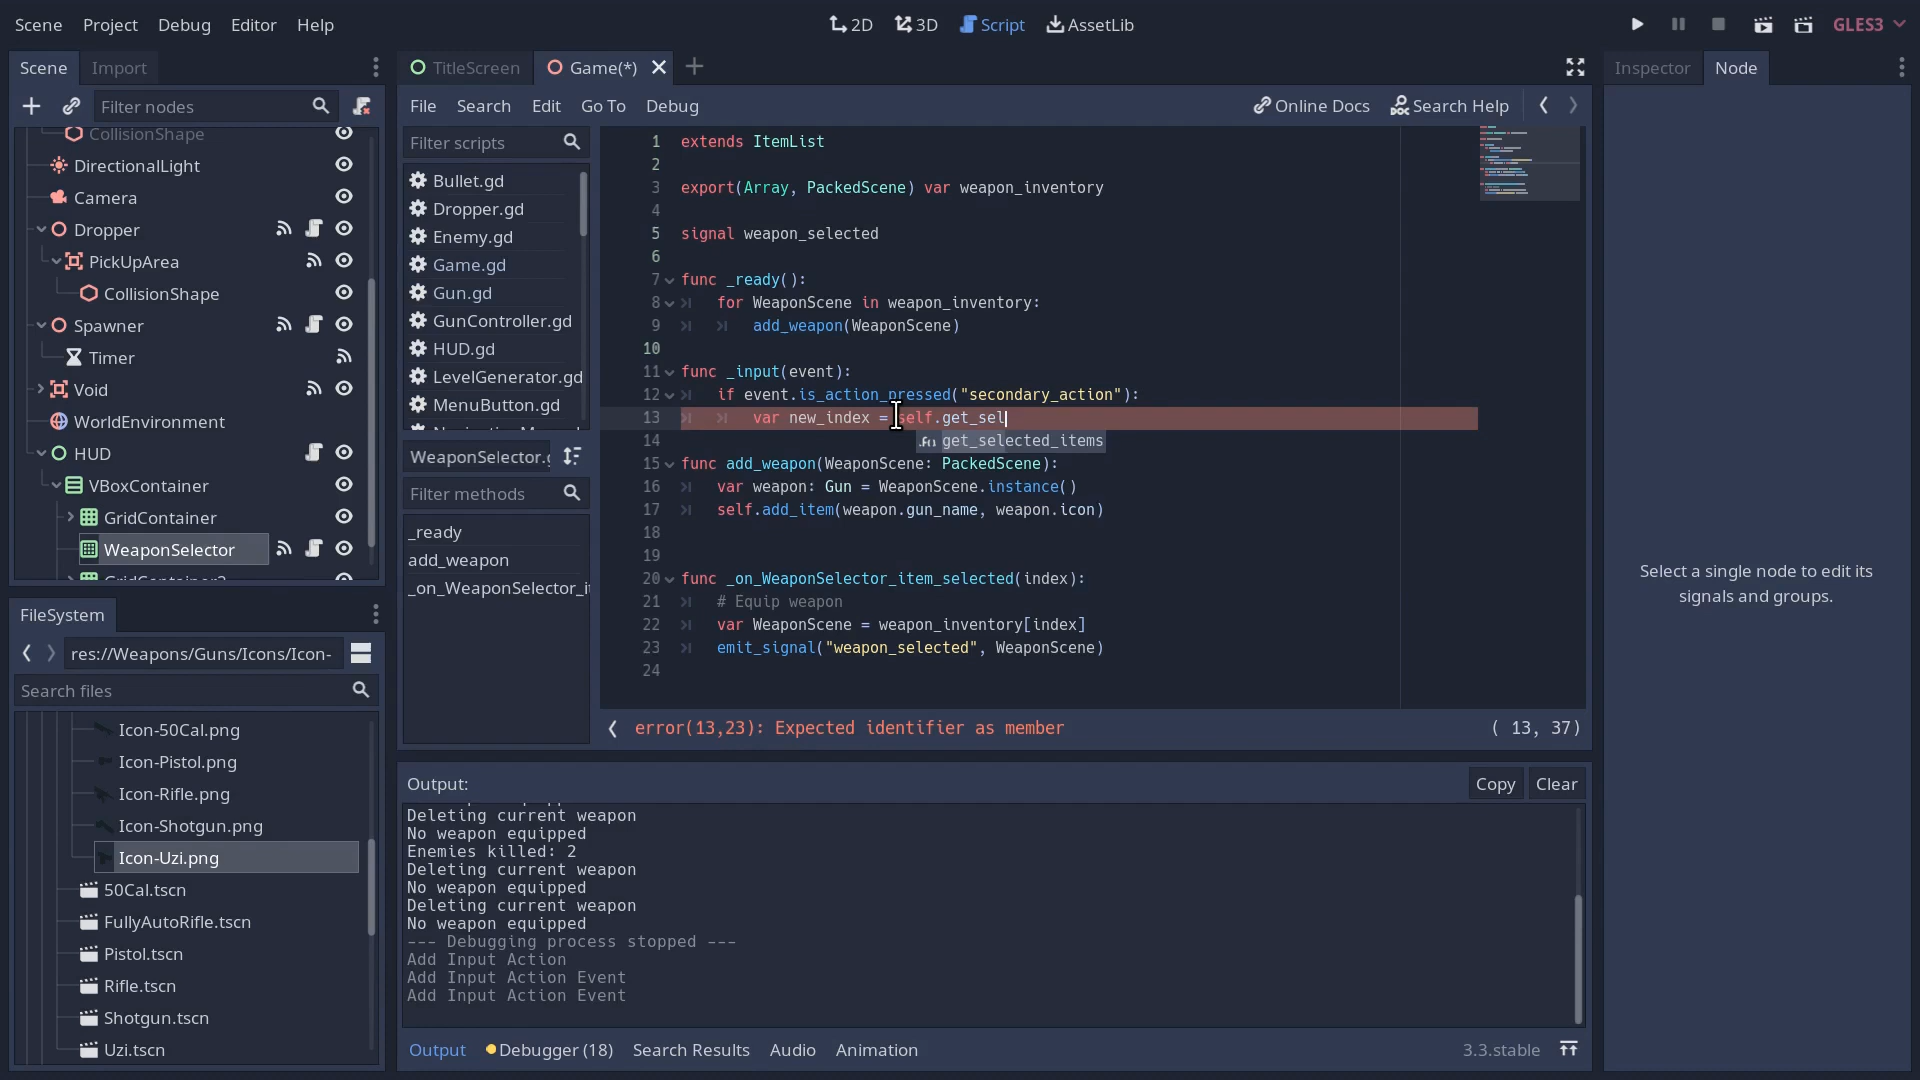 Scene Project Debug Editor Help
2D 3D Script AssetLib
GLES3
Scene Import
Filter nodes
CollisionShape
DirectionalLight
Camera
Dropper
PickUpArea
CollisionShape
Spawner
Timer
Void
WorldEnvironment
HUD
VBoxContainer
GridContainer
WeaponSelector
GridContainer2
FileSystem
res://Weapons/Guns/Icons/Icon-
Search files
Icon-50Cal.png
Icon-Pistol.png
Icon-Rifle.png
Icon-Shotgun.png
Icon-Uzi.png
50Cal.tscn
FullyAutoRifle.tscn
Pistol.tscn
Rifle.tscn
Shotgun.tscn
Uzi.tscn
TitleScreen Game(*)
File Search Edit Go To Debug
Online Docs Search Help
Filter scripts
Bullet.gd
Dropper.gd
Enemy.gd
Game.gd
Gun.gd
GunController.gd
HUD.gd
LevelGenerator.gd
MenuButton.gd
WeaponSelector.g
Filter methods
_ready
add_weapon
_on_WeaponSelector_it
1 extends ItemList
2
3 export(Array, PackedScene) var weapon_inventory
4
5 signal weapon_selected
6
7 func _ready():
8 for WeaponScene in weapon_inventory:
9 add_weapon(WeaponScene)
10
11 func _input(event):
12 if event.is_action_pressed("secondary_action"):
13 var new_index = self.get_sel
get_selected_items
14
15 func add_weapon(WeaponScene: PackedScene):
16 var weapon: Gun = WeaponScene.instance()
17 self.add_item(weapon.gun_name, weapon.icon)
18
19
20 func _on_WeaponSelector_item_selected(index):
21 # Equip weapon
22 var WeaponScene = weapon_inventory[index]
23 emit_signal("weapon_selected", WeaponScene)
24
error(13,23): Expected identifier as member
( 13, 37)
Output:
Copy Clear
Deleting current weapon
No weapon equipped
Enemies killed: 2
Deleting current weapon
No weapon equipped
Deleting current weapon
No weapon equipped
--- Debugging process stopped ---
Add Input Action
Add Input Action Event
Add Input Action Event
Output Debugger (18) Search Results Audio Animation
3.3.stable
Inspector Node
Select a single node to edit its
signals and groups.